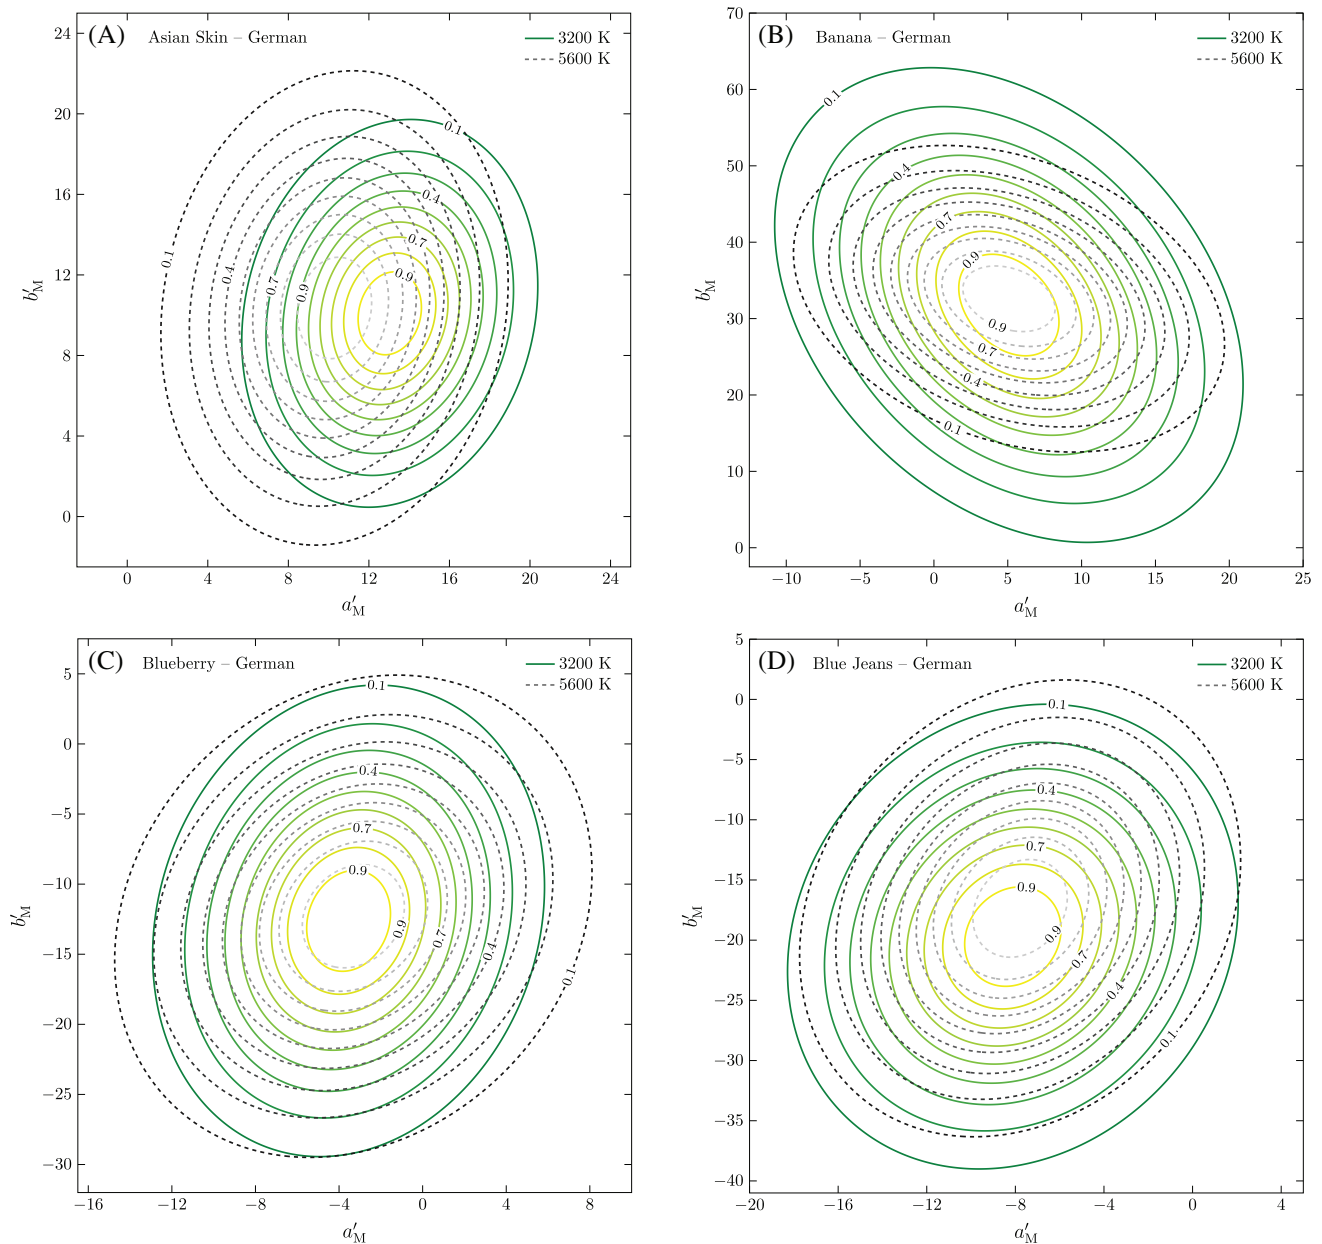 (A) Asian Skin – German
3200 K
5600 K
24
20
16
12
8
4
0
b′M
0 4 8 12 16 20 24
a′M
0.1
0.4
0.7
0.9
0.1
0.4
0.7
0.9
(B) Banana – German
3200 K
5600 K
70
60
50
40
30
20
10
0
b′M
−10 −5 0 5 10 15 20 25
a′M
0.1
0.4
0.7
0.9
0.9
0.7
0.4
0.1
(C) Blueberry – German
3200 K
5600 K
5
0
−5
−10
−15
−20
−25
−30
b′M
−16 −12 −8 −4 0 4 8
a′M
0.1
0.4
0.7
0.9
0.9
0.7
0.4
0.1
(D) Blue Jeans – German
3200 K
5600 K
5
0
−5
−10
−15
−20
−25
−30
−35
−40
b′M
−20 −16 −12 −8 −4 0 4
a′M
0.1
0.4
0.7
0.9
0.9
0.7
0.4
0.1